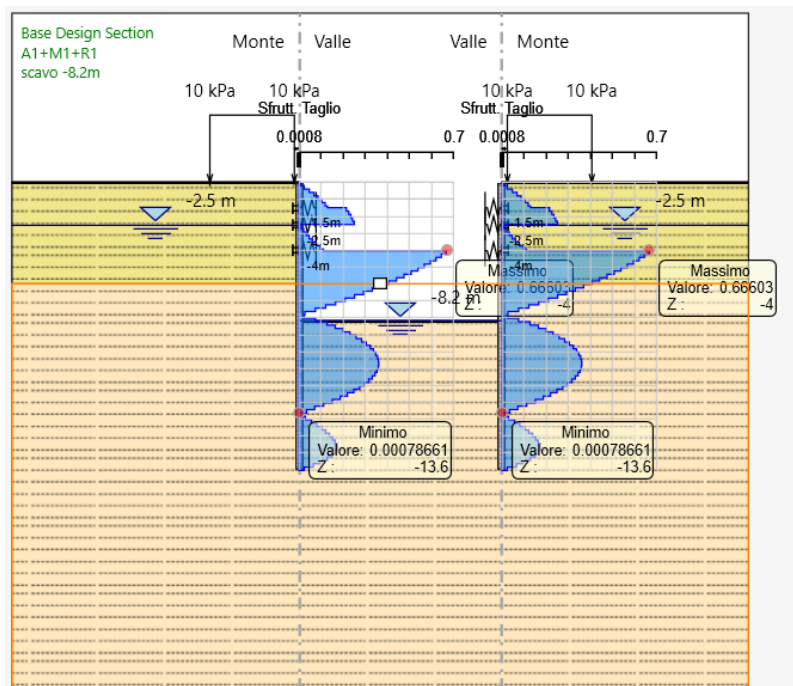 Base Design Section
A1+M1+R1
scavo -8.2m
Monte Valle Valle Monte
10 kPa 10 kPa 10 kPa 10 kPa
Sfrutt. Taglio Sfrutt. Taglio
0.0008 0.7 0.0008 0.7
-2.5 m -2.5 m
-1.5m -1.5m
-2.5m -2.5m
-4m -4m
Massimo Massimo
Valore: 0.66603 Valore: 0.66603
Z : -4 Z : -4
-8.2 m
Minimo Minimo
Valore: 0.00078661 Valore: 0.00078661
Z : -13.6 Z : -13.6